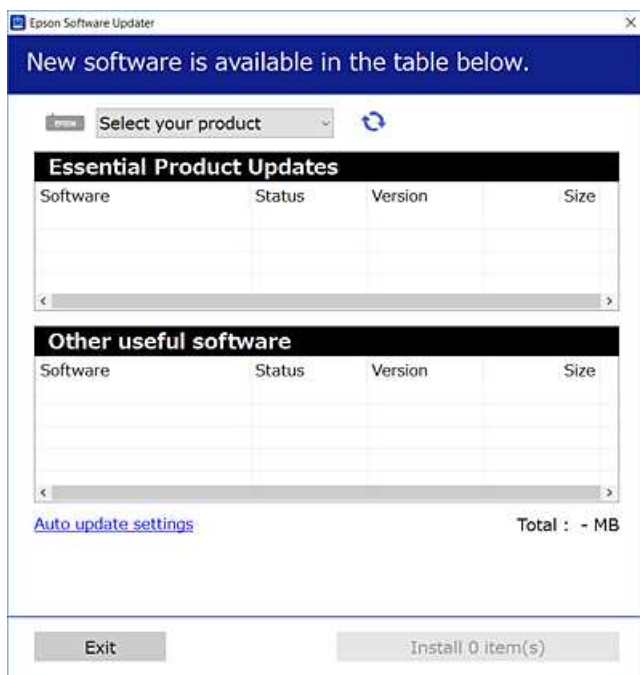 Epson Software Updater
New software is available in the table below.
EPSON Select your product
Essential Product Updates
Software Status Version Size
Other useful software
Software Status Version Size
Auto update settings Total : - MB
Exit Install 0 item(s)